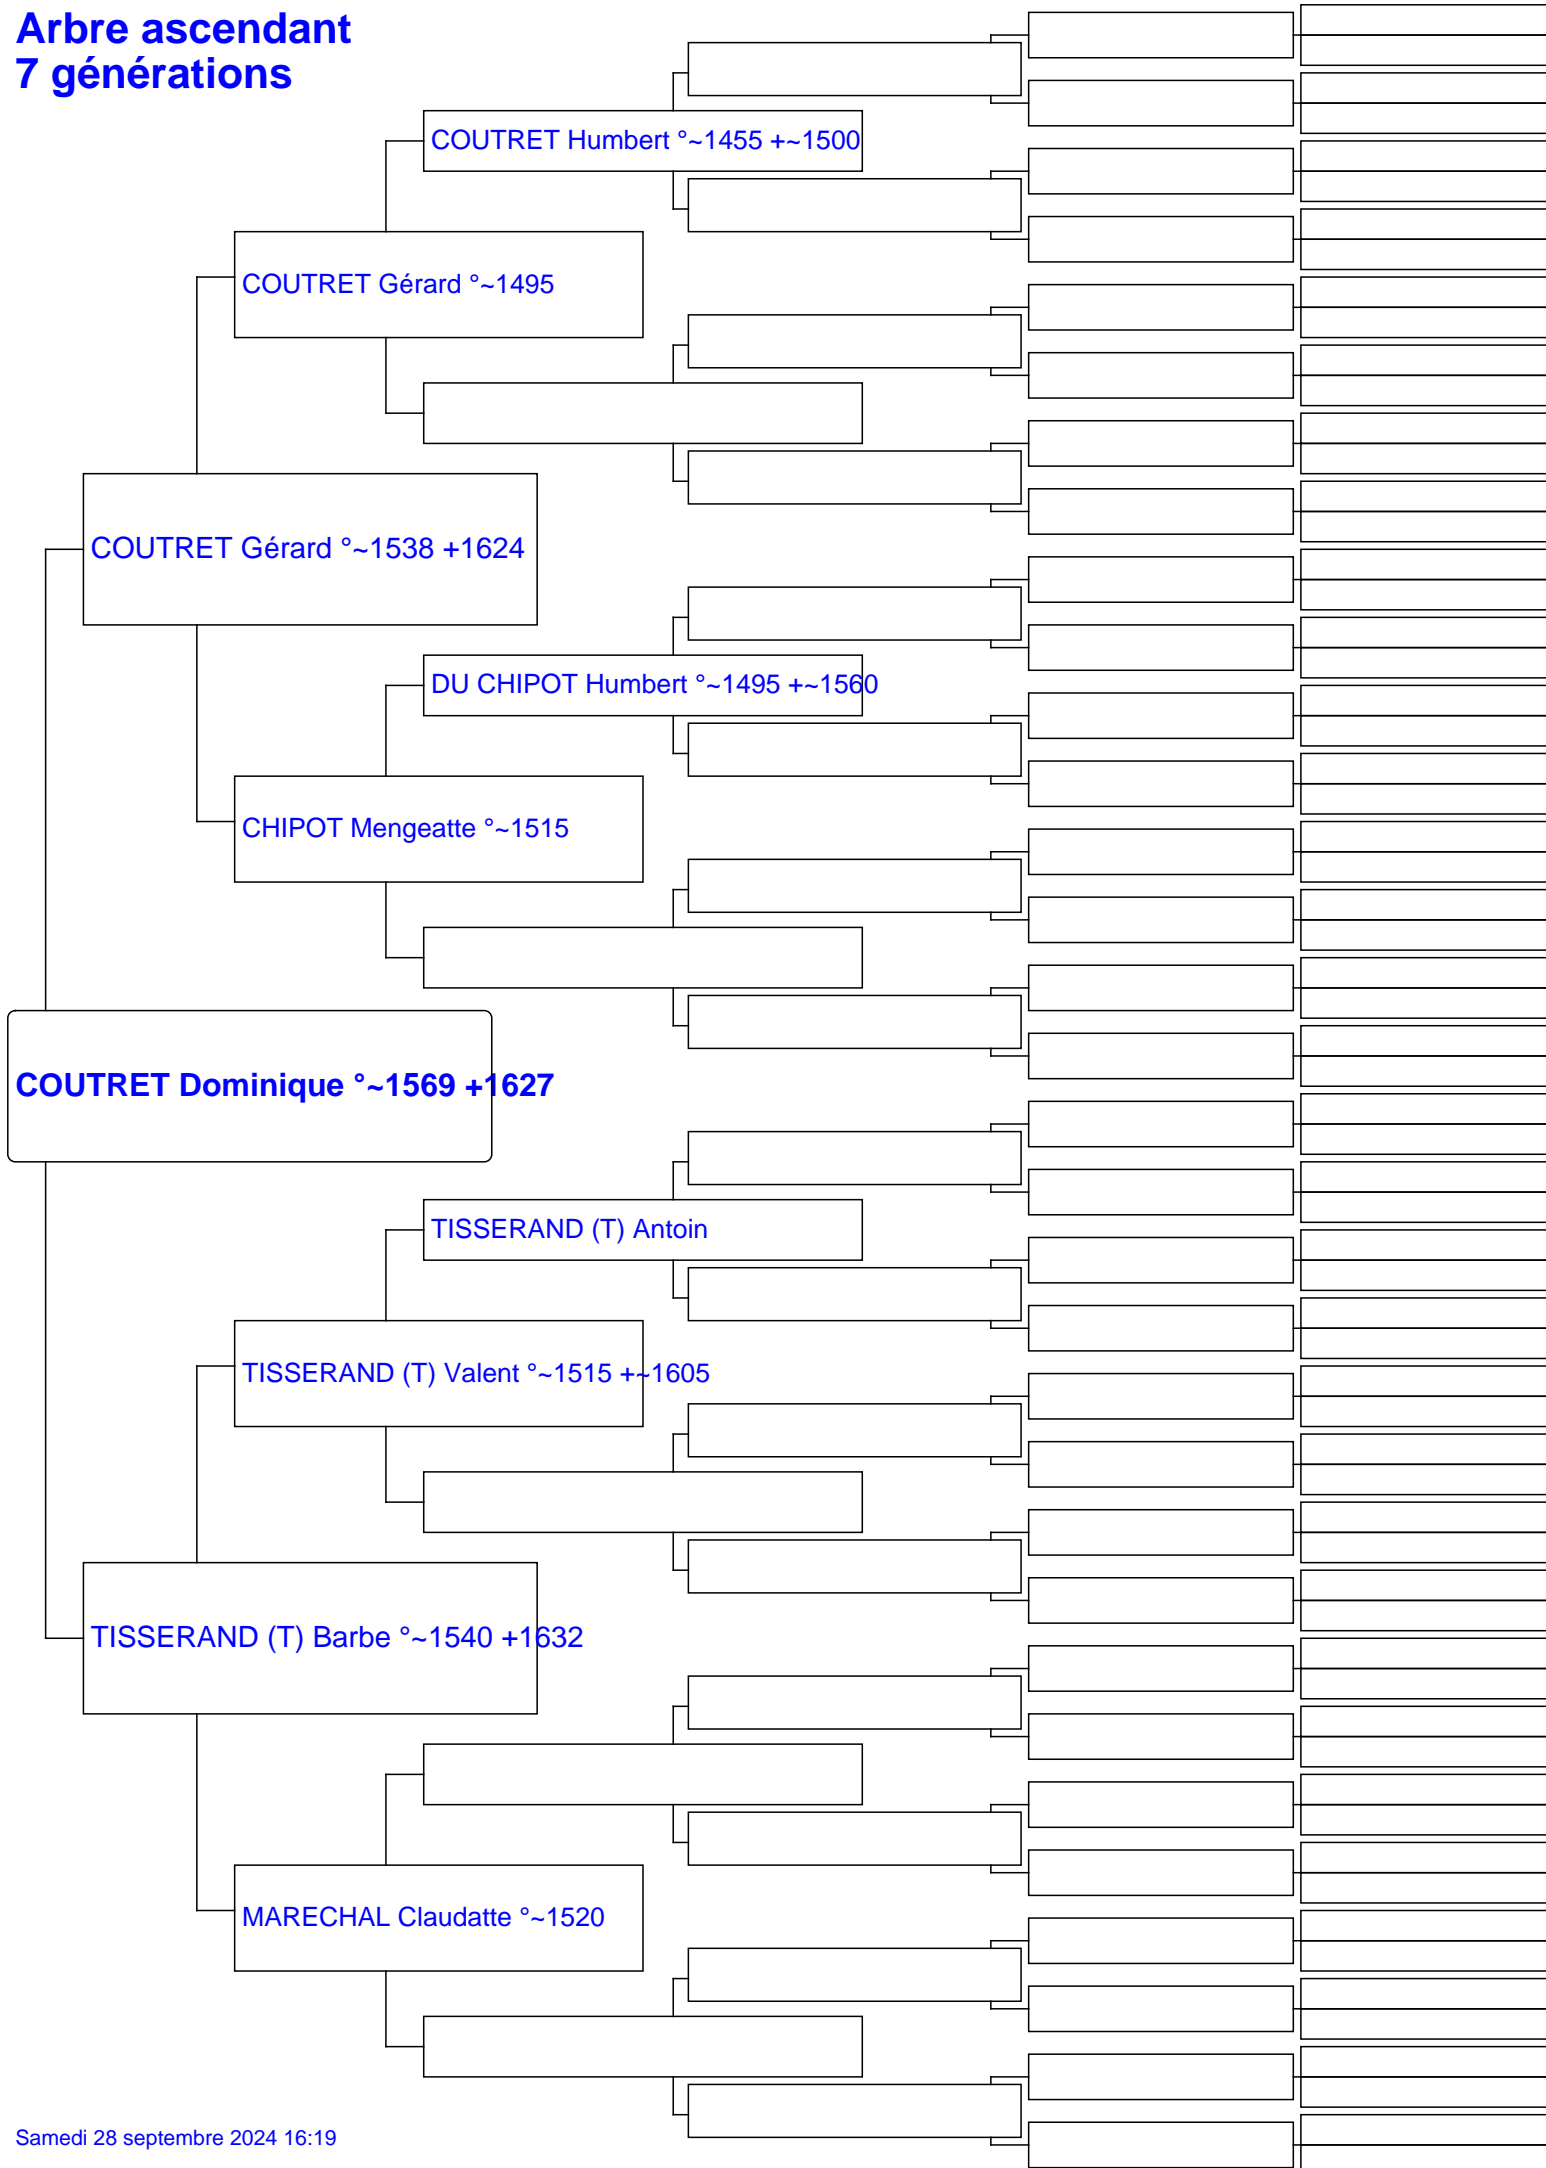 Arbre ascendant
7 générations
COUTRET Humbert °~1455 +~1500
COUTRET Gérard °~1495
COUTRET Gérard °~1538 +1624
DU CHIPOT Humbert °~1495 +~1560
CHIPOT Mengeatte °~1515
COUTRET Dominique °~1569 +1627
TISSERAND (T) Antoin
TISSERAND (T) Valent °~1515 +~1605
TISSERAND (T) Barbe °~1540 +1632
MARECHAL Claudatte °~1520
Samedi 28 septembre 2024 16:19